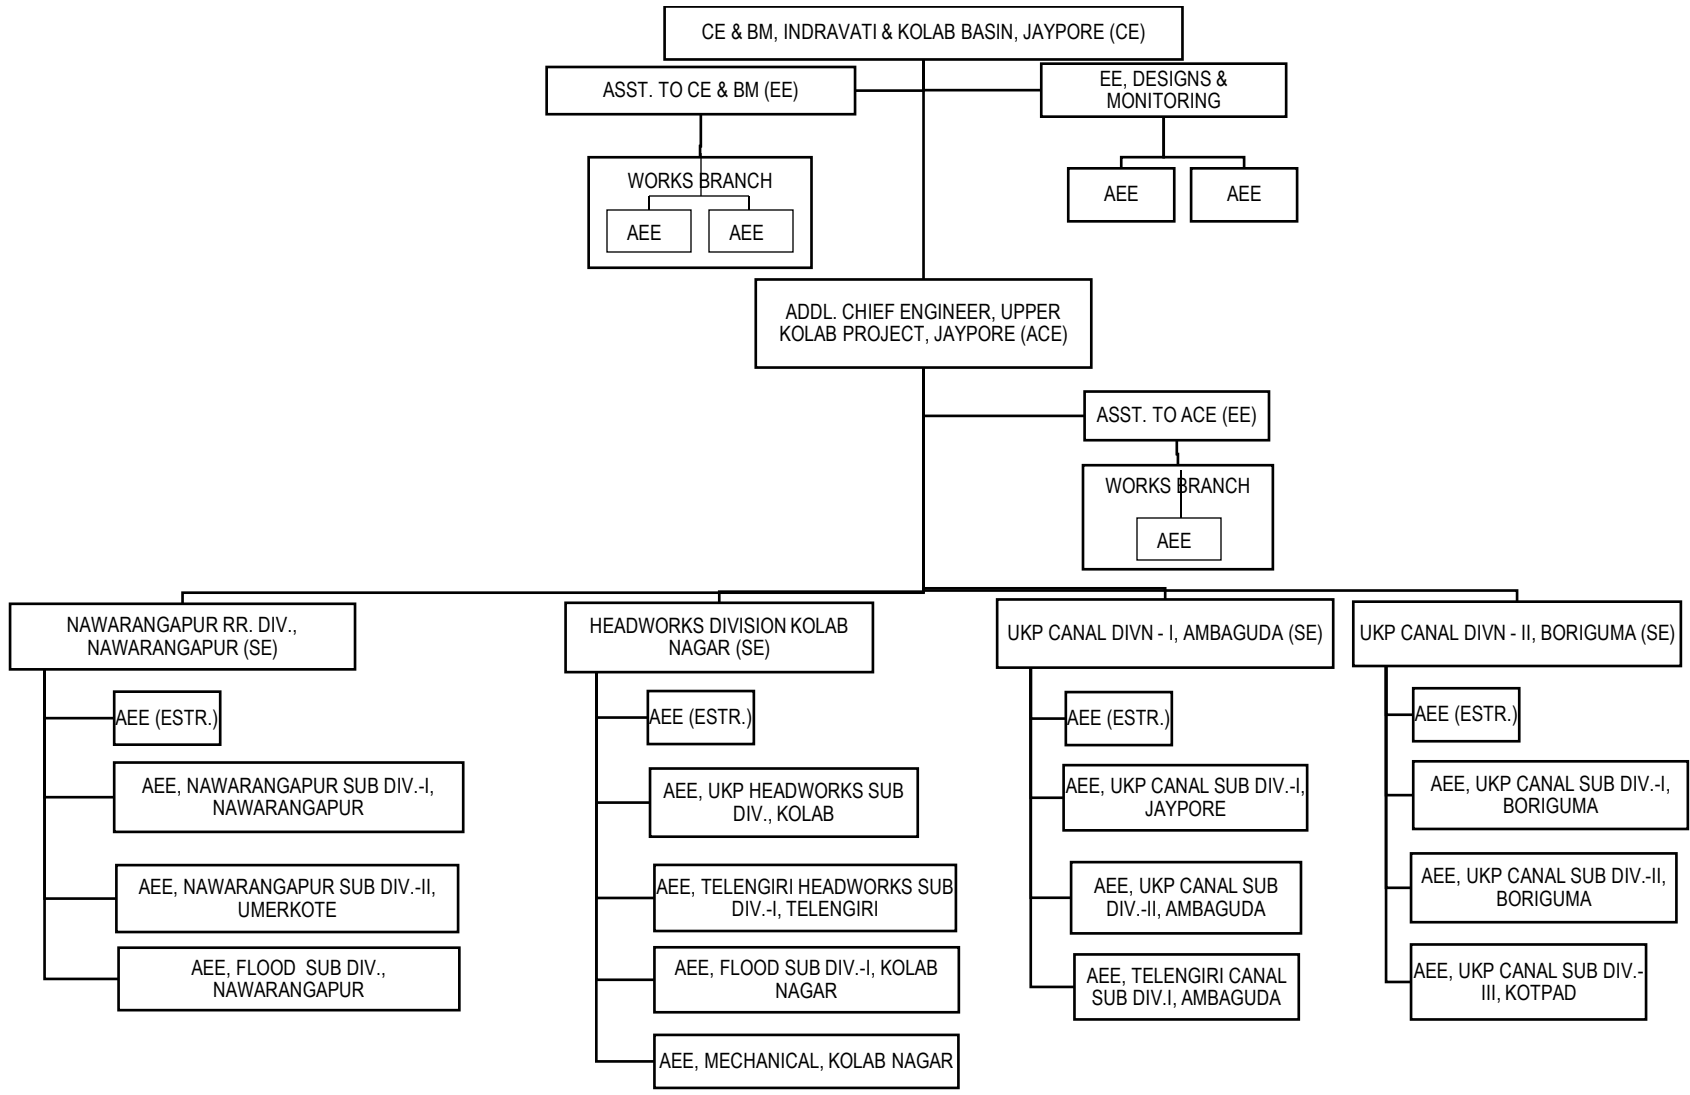 CE & BM, INDRAVATI & KOLAB BASIN, JAYPORE (CE)
ASST. TO CE & BM (EE)
EE, DESIGNS &
MONITORING
WORKS BRANCH
AEE
AEE
AEE
AEE
ADDL. CHIEF ENGINEER, UPPER
KOLAB PROJECT, JAYPORE (ACE)
ASST. TO ACE (EE)
WORKS BRANCH
AEE
NAWARANGAPUR RR. DIV.,
NAWARANGAPUR (SE)
AEE (ESTR.)
AEE, NAWARANGAPUR SUB DIV.-I,
NAWARANGAPUR
AEE, NAWARANGAPUR SUB DIV.-II,
UMERKOTE
AEE, FLOOD  SUB DIV.,
NAWARANGAPUR
HEADWORKS DIVISION KOLAB
NAGAR (SE)
AEE (ESTR.)
AEE, UKP HEADWORKS SUB
DIV., KOLAB
AEE, TELENGIRI HEADWORKS SUB
DIV.-I, TELENGIRI
AEE, FLOOD SUB DIV.-I, KOLAB
NAGAR
AEE, MECHANICAL, KOLAB NAGAR
UKP CANAL DIVN - I, AMBAGUDA (SE)
AEE (ESTR.)
AEE, UKP CANAL SUB DIV.-I,
JAYPORE
AEE, UKP CANAL SUB
DIV.-II, AMBAGUDA
AEE, TELENGIRI CANAL
SUB DIV.I, AMBAGUDA
UKP CANAL DIVN - II, BORIGUMA (SE)
AEE (ESTR.)
AEE, UKP CANAL SUB DIV.-I,
BORIGUMA
AEE, UKP CANAL SUB DIV.-II,
BORIGUMA
AEE, UKP CANAL SUB DIV.-
III, KOTPAD